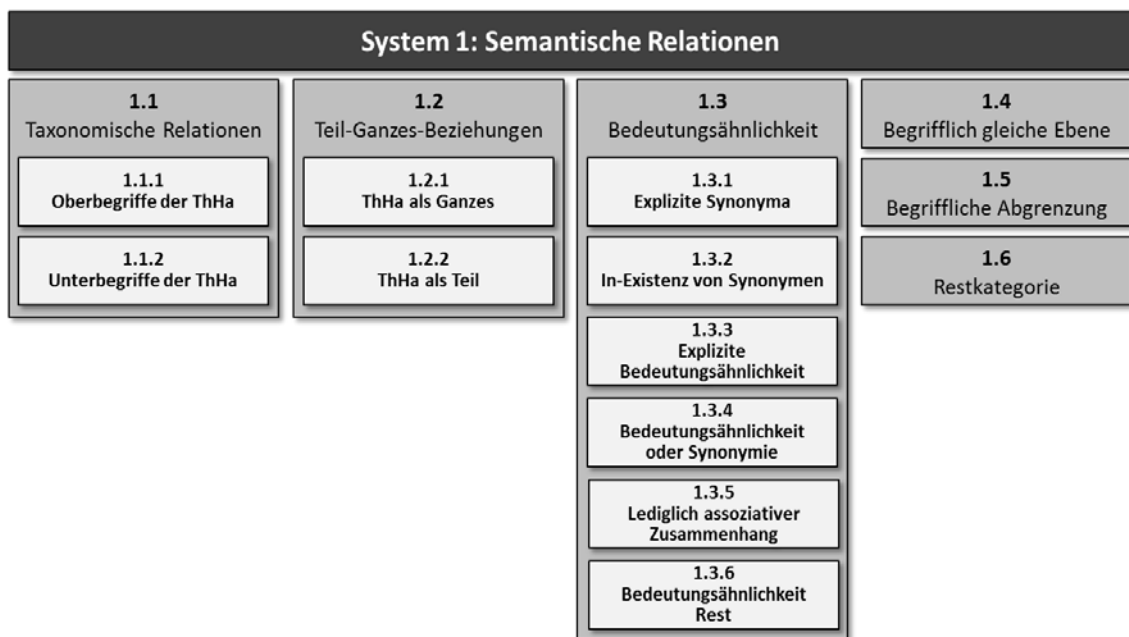 System 1: Semantische Relationen
1.1
Taxonomische Relationen
1.1.1
Oberbegriffe der ThHa
1.1.2
Unterbegriffe der ThHa
1.2
Teil-Ganzes-Beziehungen
1.2.1
ThHa als Ganzes
1.2.2
ThHa als Teil
1.3
Bedeutungsähnlichkeit
1.3.1
Explizite Synonyma
1.3.2
In-Existenz von Synonymen
1.3.3
Explizite
Bedeutungsähnlichkeit
1.3.4
Bedeutungsähnlichkeit
oder Synonymie
1.3.5
Lediglich assoziativer
Zusammenhang
1.3.6
Bedeutungsähnlichkeit
Rest
1.4
Begrifflich gleiche Ebene
1.5
Begriffliche Abgrenzung
1.6
Restkategorie